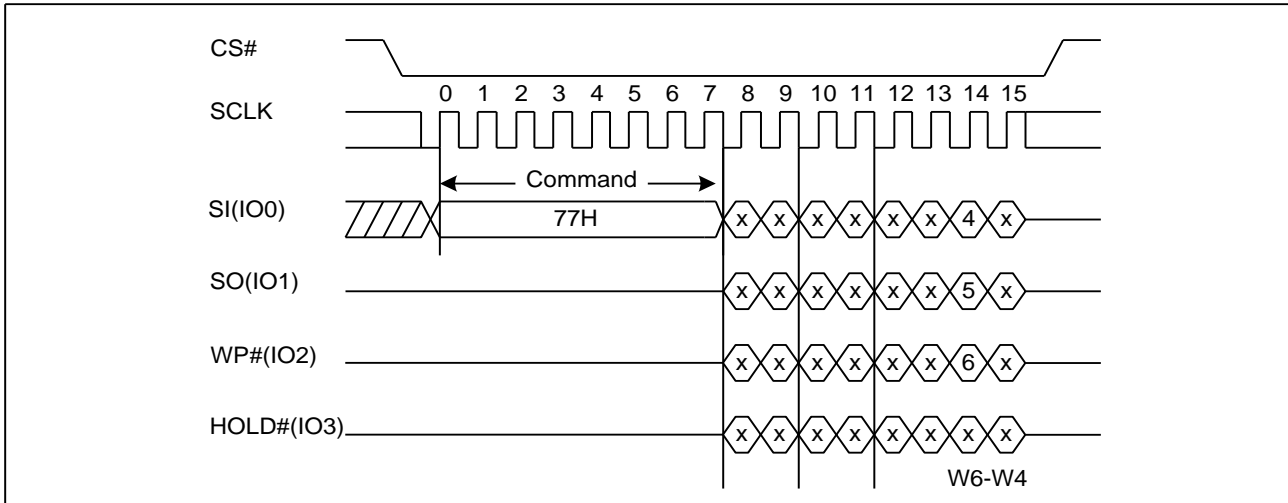 CS#
0 1 2 3 4 5 6 7 8 9 10 11 12 13 14 15
SCLK
Command
SI(IO0) 77H x x x x x x 4 x
SO(IO1) x x x x x x 5 x
WP#(IO2) x x x x x x 6 x
HOLD#(IO3) x x x x x x x x
W6-W4